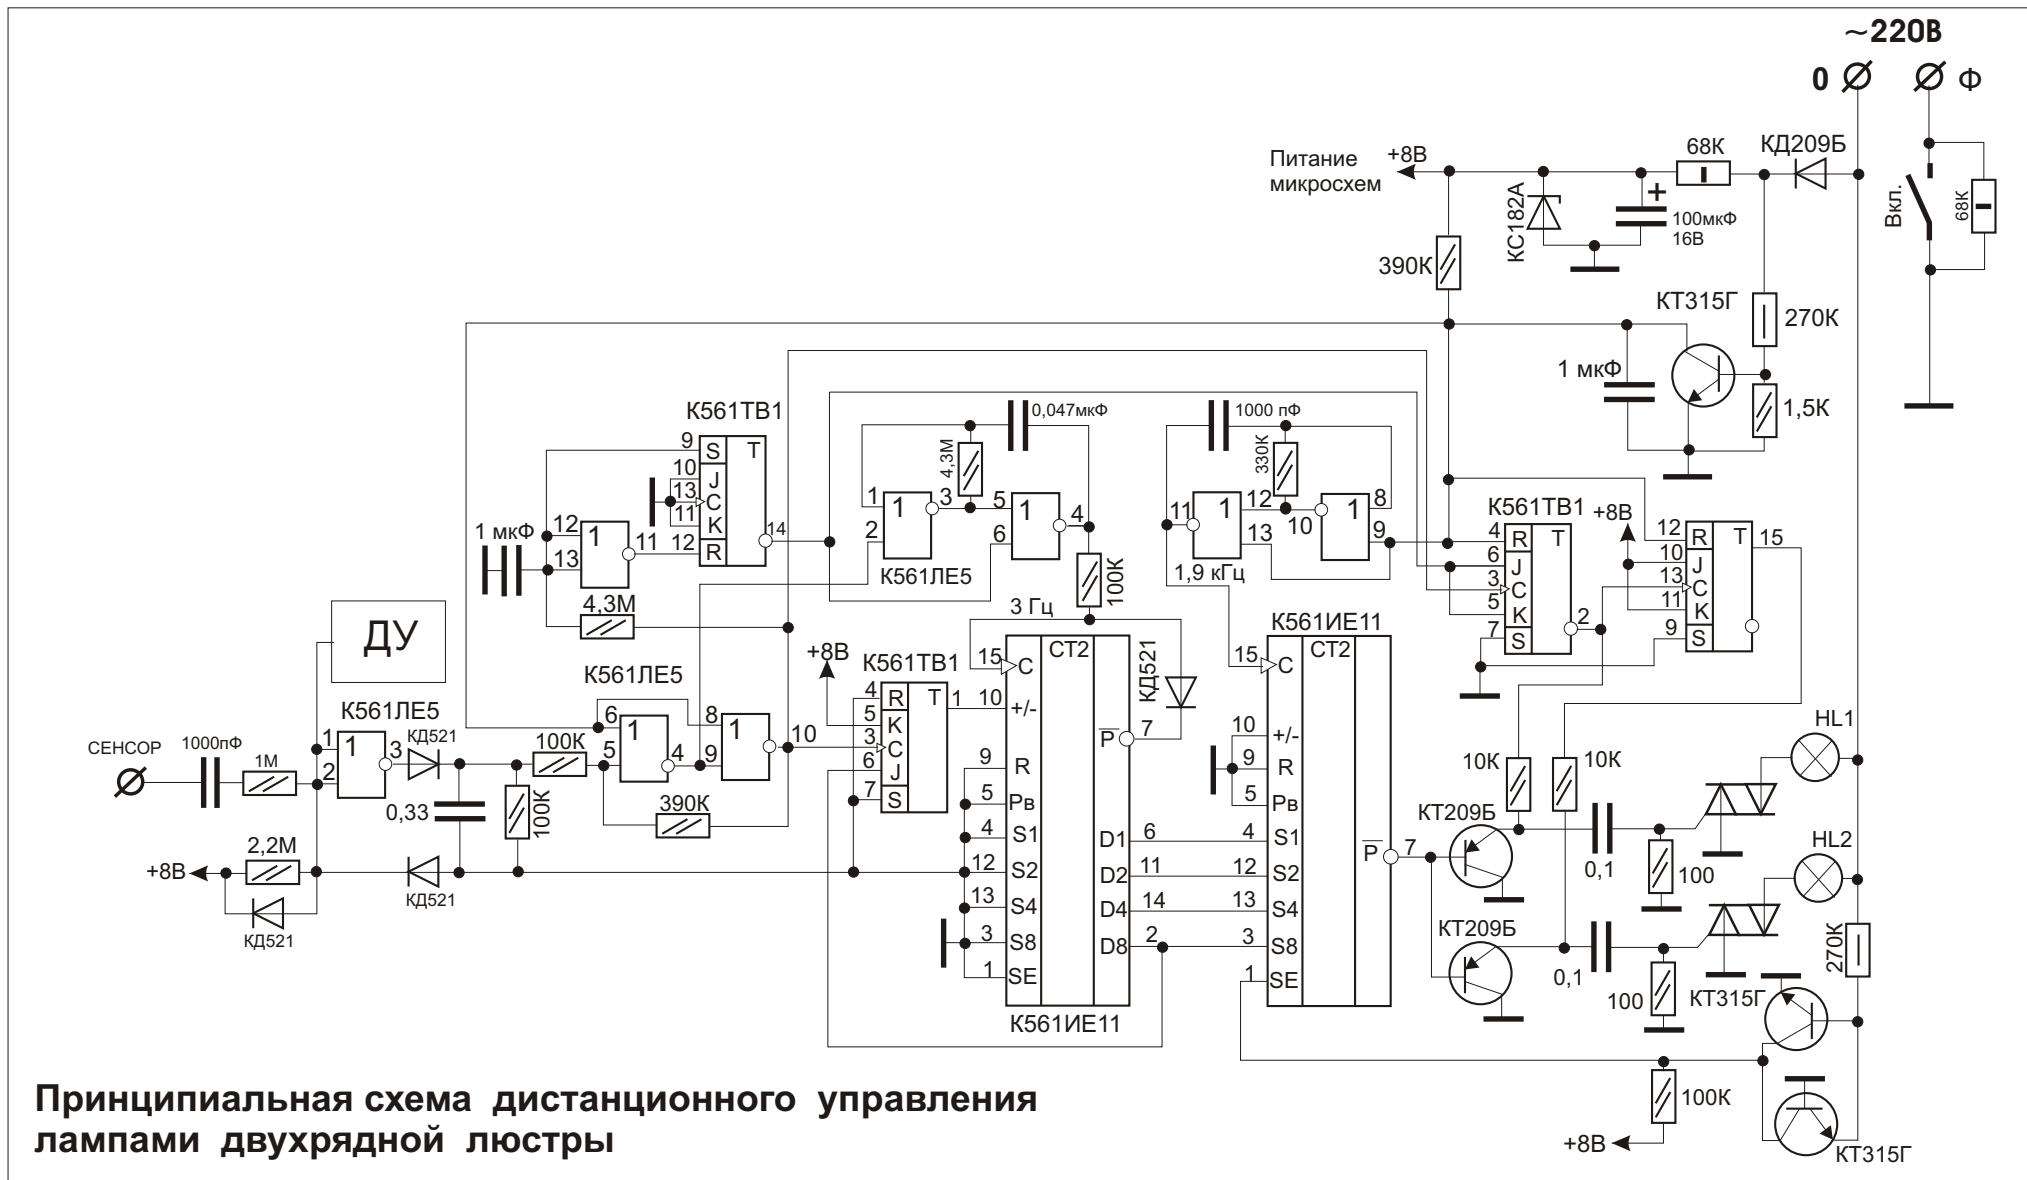 ~220В
0 Ф
Питание
микросхем
+8В
68К
КД209Б
КС182А
+
100мкФ
16В
Вкл.
68К
390К
КТ315Г
270К
1 мкФ
1,5К
К561ТВ1
0,047мкФ
1000 пФ
9 S T
10 J
13 C
11 K
12 R
14
4,3М
330К
1 мкФ
12 1
13
11
1 1 3
2
5 1 4
6
К561ЛЕ5
11 1 12
13
10 1 8
9
1,9 кГц
К561ТВ1
+8В
4 R T
6 J
3 C
5 K
7 S
2
12 R T 15
10 J
13 C
11 K
9 S
4,3М
3 Гц
100К
ДУ
К561ЛЕ5
+8В
К561ТВ1
4 R T 1
5 K
3 C
6 J
7 S
К561ИЕ11
15 C СТ2
10 +/-
P 7
КД521
9 R
5 Рв
4 S1 D1 6
12 S2 D2 11
13 S4 D4 14
3 S8 D8 2
1 SE
К561ИЕ11
15 C СТ2
10 +/-
9 R
5 Рв
4 S1
12 S2
13 S4
3 S8
1 SE
P 7
К561ЛЕ5
СЕНСОР
1000пФ
1М
1 1 3
2
КД521
100К
6 1
5 4
8 1 10
9
0,33
100К
390К
2,2М
+8В
КД521
КД521
10К
10К
HL1
КТ209Б
0,1
100
HL2
КТ209Б
0,1
100
270К
КТ315Г
100К
+8В
КТ315Г
Принципиальная схема дистанционного управления
лампами двухрядной люстры